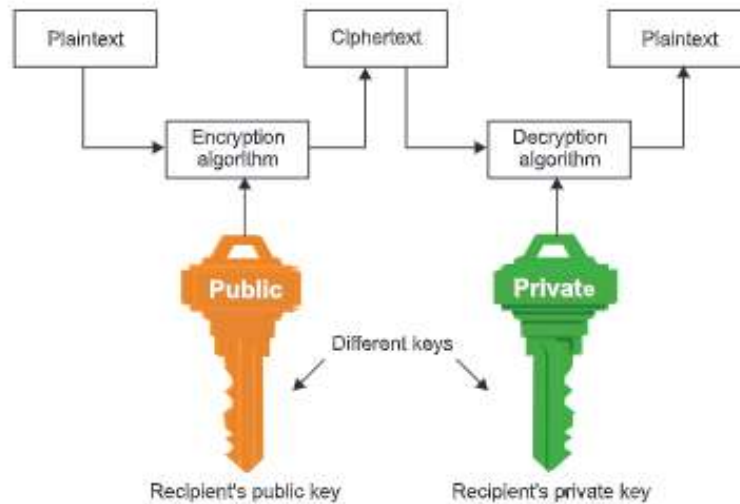 Plaintext
Ciphertext
Plaintext
Encryption
algorithm
Decryption
algorithm
Public
Private
Different keys
Recipient's public key
Recipient's private key